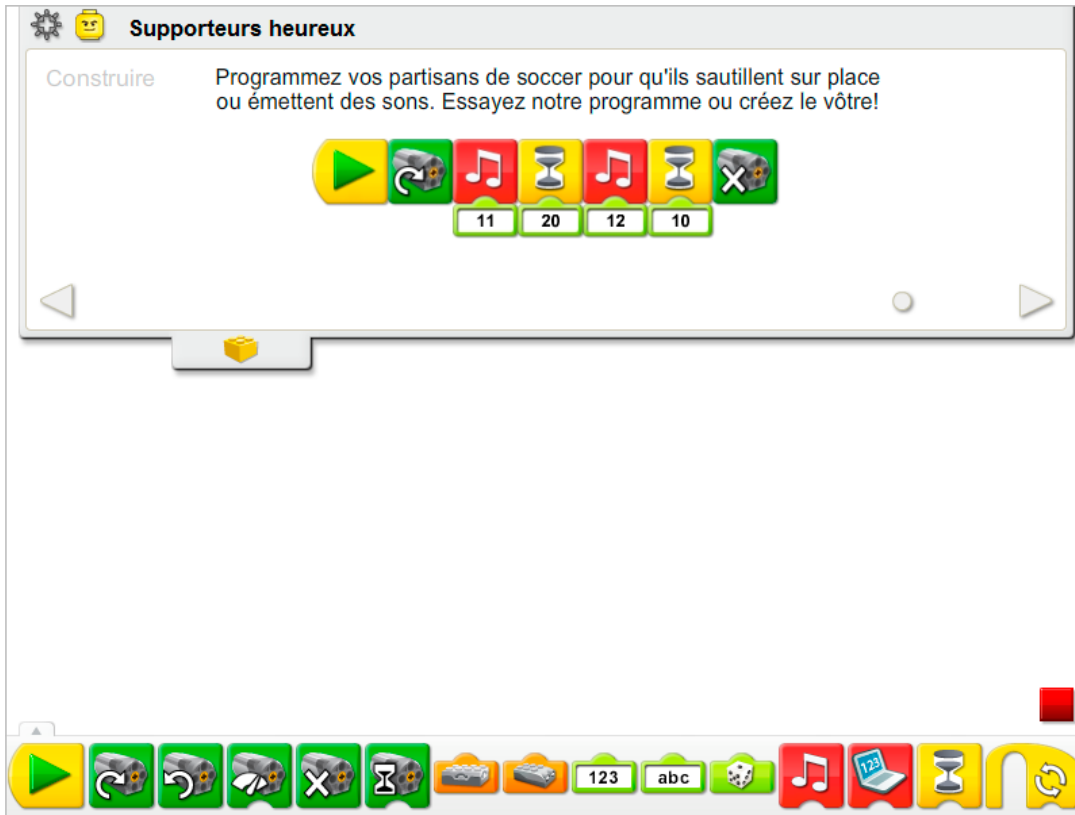 Supporteurs heureux
Construire
Programmez vos partisans de soccer pour qu'ils sautillent sur place
ou émettent des sons. Essayez notre programme ou créez le vôtre!
11 20 12 10
123 abc 123